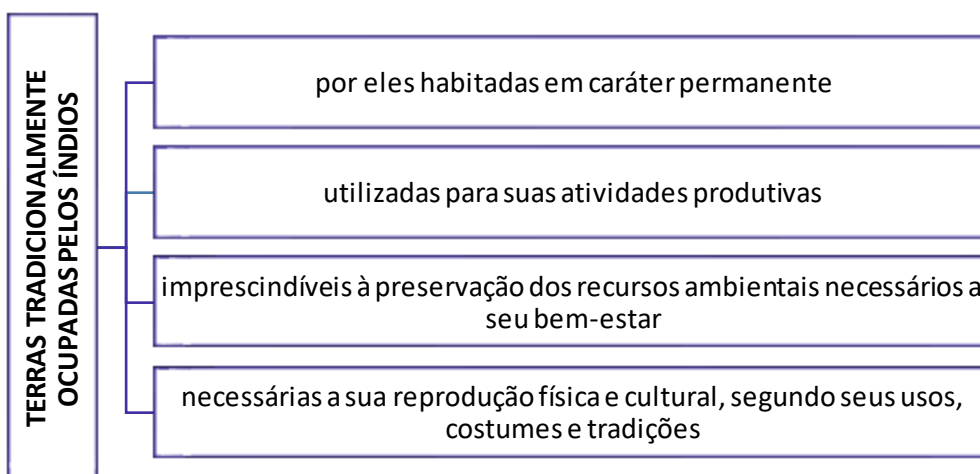 TERRAS TRADICIONALMENTE
OCUPADAS PELOS ÍNDIOS
por eles habitadas em caráter permanente
utilizadas para suas atividades produtivas
imprescindíveis à preservação dos recursos ambientais necessários a
seu bem-estar
necessárias a sua reprodução física e cultural, segundo seus usos,
costumes e tradições